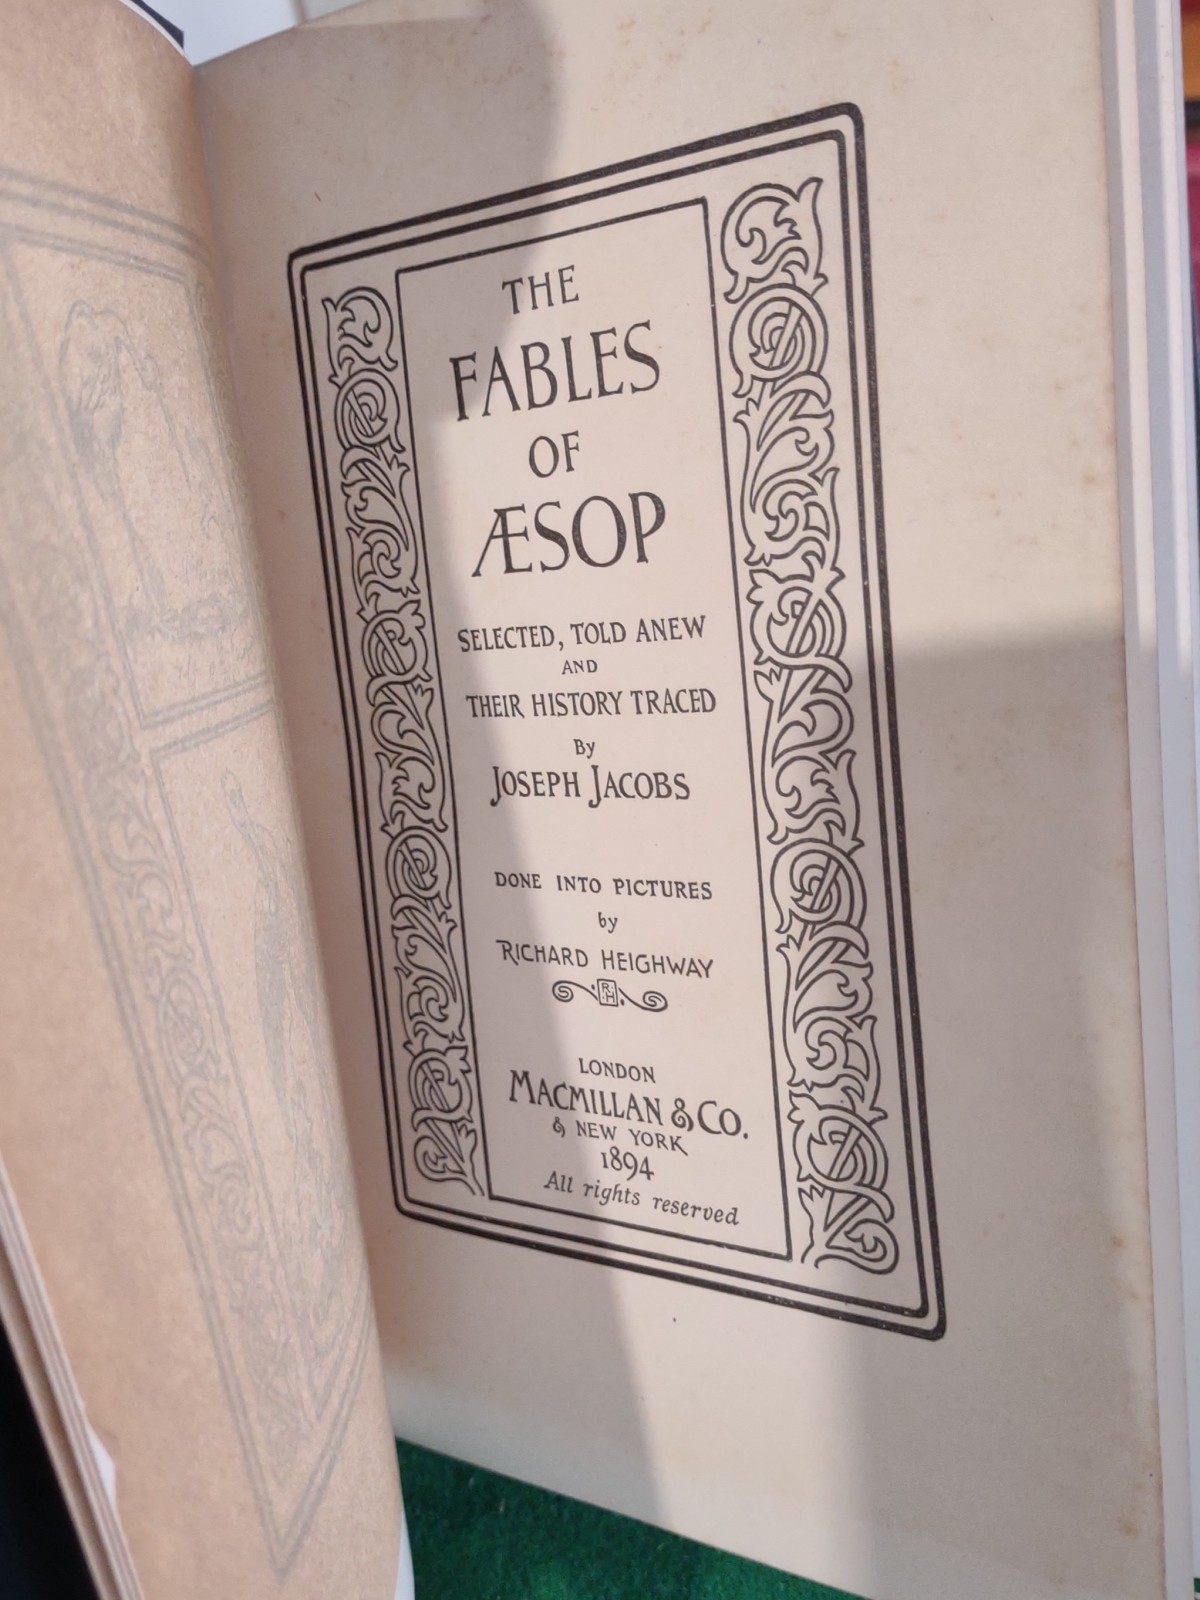 THE
FABLES
OF
ÆSOP
SELECTED, TOLD ANEW
AND
THEIR HISTORY TRACED
By
JOSEPH JACOBS
DONE INTO PICTURES
by
RICHARD HEIGHWAY
R.
.H
LONDON
MACMILLAN & CO.
& NEW YORK
1894
All rights reserved